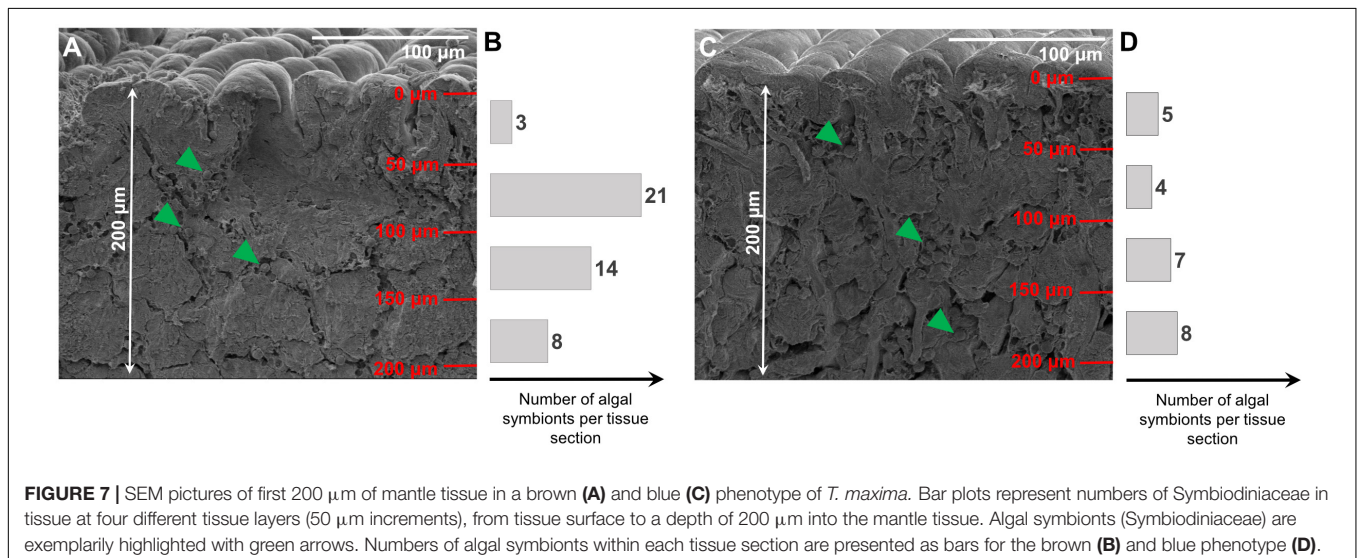 A
100 µm
B
0 µm
50 µm
100 µm
150 µm
200 µm
200 µm
3
21
14
8
Number of algal
symbionts per tissue
section
C
100 µm
D
0 µm
50 µm
100 µm
150 µm
200 µm
200 µm
5
4
7
8
Number of algal
symbionts per tissue
section
FIGURE 7 | SEM pictures of first 200 µm of mantle tissue in a brown (A) and blue (C) phenotype of T. maxima. Bar plots represent numbers of Symbiodiniaceae in
tissue at four different tissue layers (50 µm increments), from tissue surface to a depth of 200 µm into the mantle tissue. Algal symbionts (Symbiodiniaceae) are
exemplarily highlighted with green arrows. Numbers of algal symbionts within each tissue section are presented as bars for the brown (B) and blue phenotype (D).